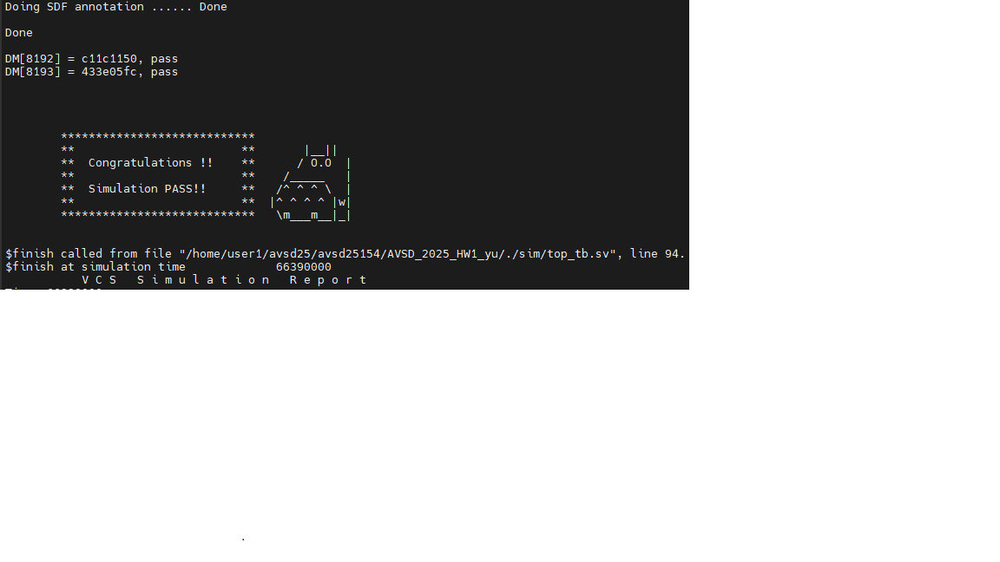 Doing SDF annotation ...... Done
Done
DM[8192] = c11c1150, pass
DM[8193] = 433e05fc, pass
****************************
**                        **       |__||
**  Congratulations !!    **      / O.O  |
**                        **    /_____   |
**  Simulation PASS!!     **   /^ ^ ^ \  |
**                        **  |^ ^ ^ ^ |w|
****************************   \m___m__|_|
$finish called from file "/home/user1/avsd25/avsd25154/AVSD_2025_HW1_yu/./sim/top_tb.sv", line 94.
$finish at simulation time             66390000
V C S   S i m u l a t i o n   R e p o r t